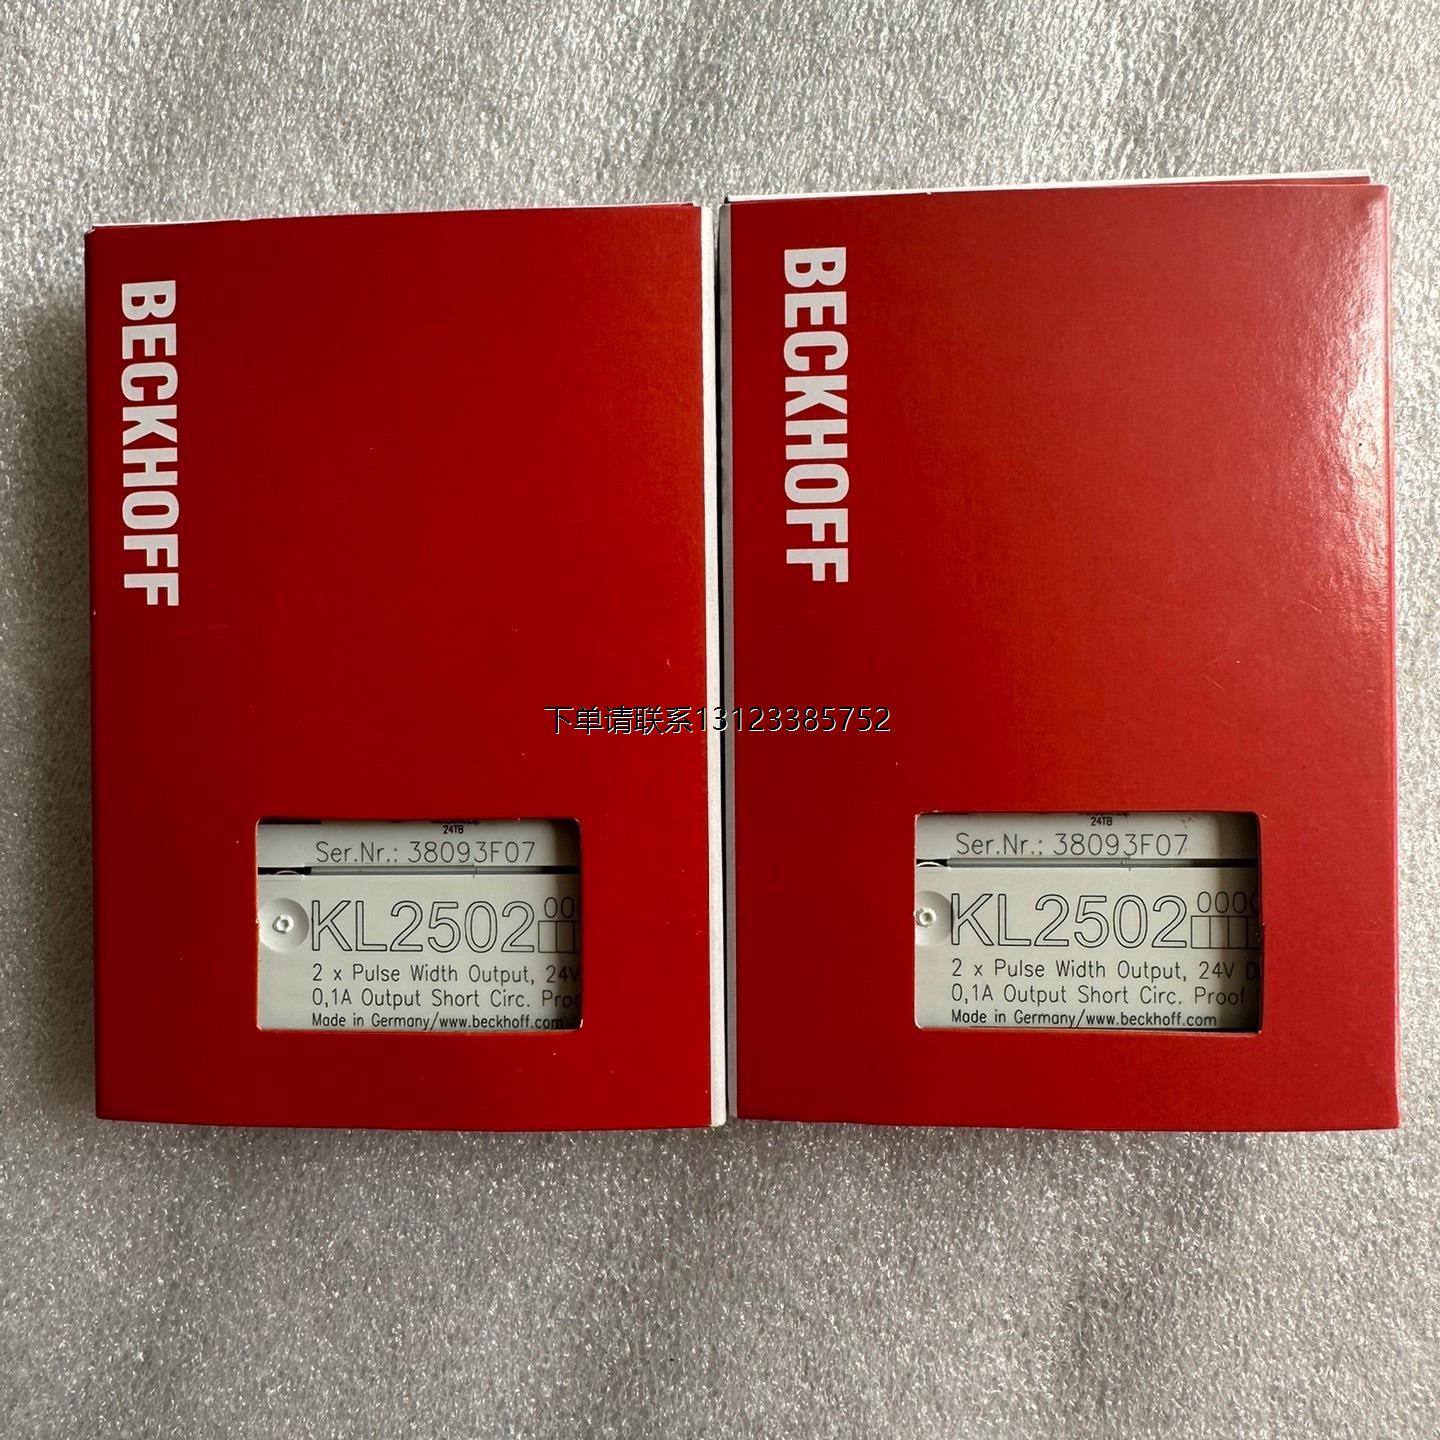 BECKHOFF
BECKHOFF
下单请联系13123385752
24TB
Ser.Nr.: 38093F07
KL2502
000
2 x Pulse Width Output, 24V
0,1A Output Short Circ. Proo
Made in Germany/www.beckhoff.com
24TB
Ser.Nr.: 38093F07
KL2502
0000
2 x Pulse Width Output, 24V D
0,1A Output Short Circ. Proof
Made in Germany/www.beckhoff.com